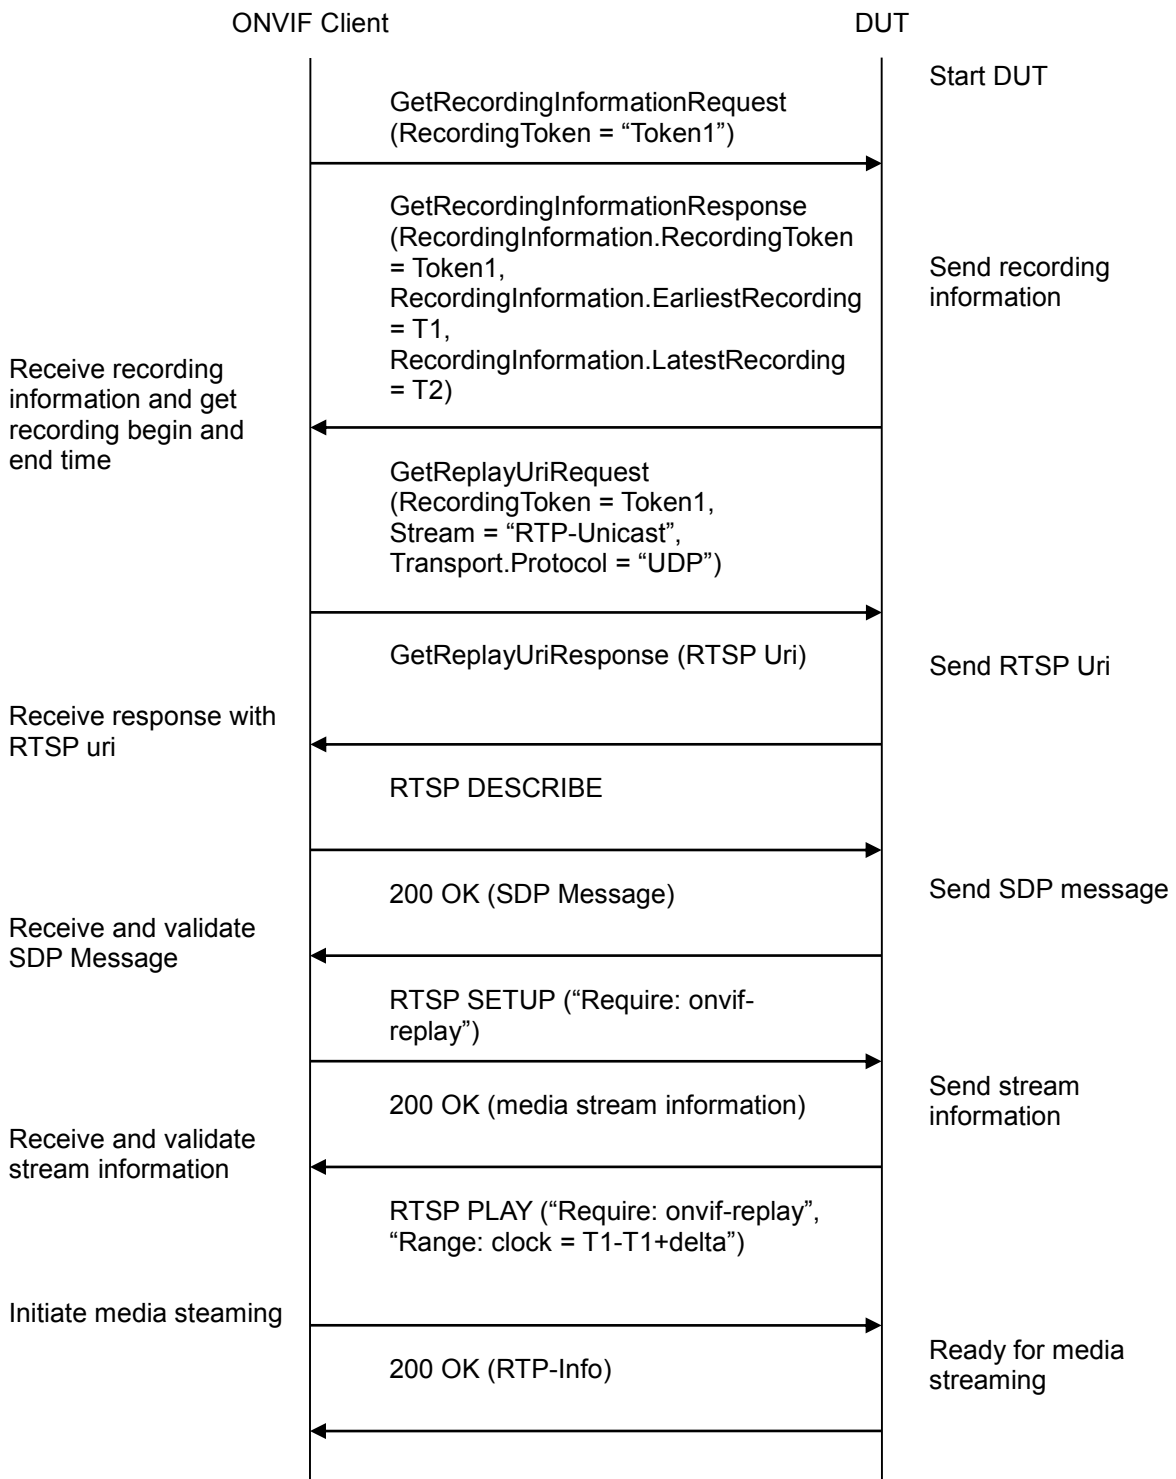 ONVIF Client
DUT
Start DUT
GetRecordingInformationRequest
(RecordingToken = “Token1”)
GetRecordingInformationResponse
(RecordingInformation.RecordingToken
= Token1,
RecordingInformation.EarliestRecording
= T1,
RecordingInformation.LatestRecording
= T2)
Send recording
information
Receive recording
information and get
recording begin and
end time
GetReplayUriRequest
(RecordingToken = Token1,
Stream = “RTP-Unicast”,
Transport.Protocol = “UDP”)
GetReplayUriResponse (RTSP Uri)
Send RTSP Uri
Receive response with
RTSP uri
RTSP DESCRIBE
200 OK (SDP Message)
Send SDP message
Receive and validate
SDP Message
RTSP SETUP (“Require: onvif-
replay”)
200 OK (media stream information)
Send stream
information
Receive and validate
stream information
RTSP PLAY (“Require: onvif-replay”,
“Range: clock = T1-T1+delta”)
Initiate media steaming
200 OK (RTP-Info)
Ready for media
streaming